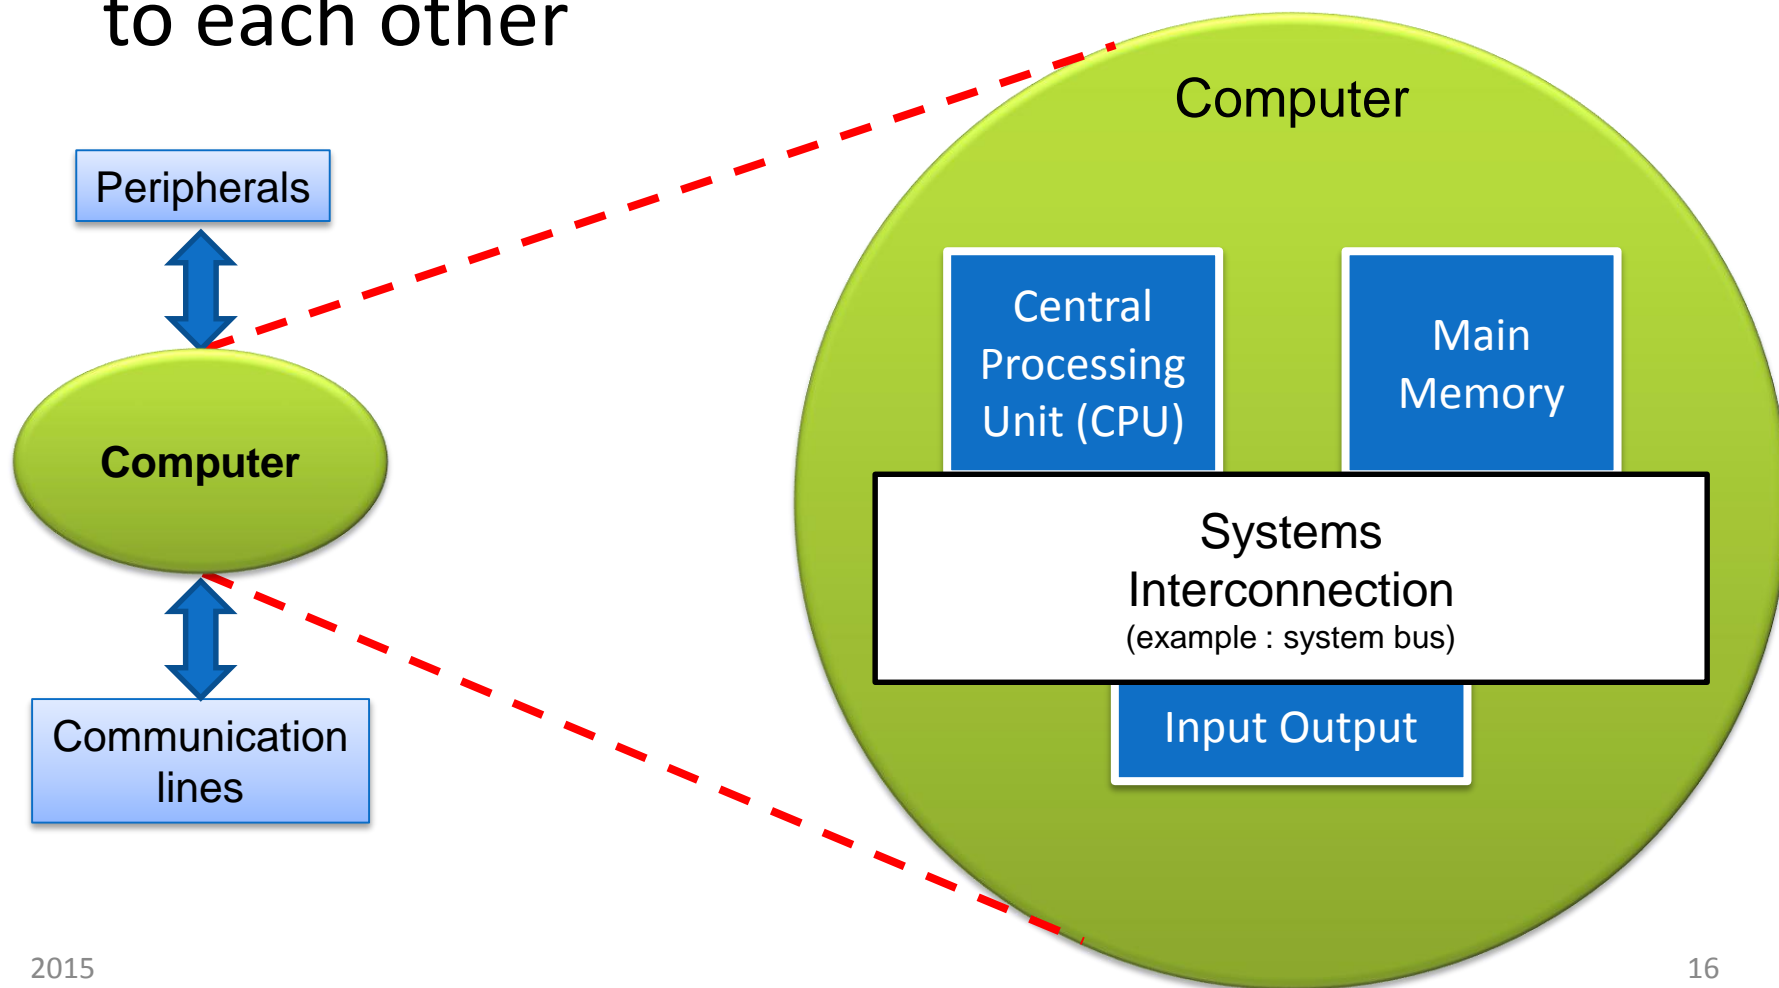 to each other
Peripherals
Computer
Communication
lines
Computer
Central
Processing
Unit (CPU)
Main
Memory
Systems
Interconnection
(example : system bus)
Input Output
2015
16